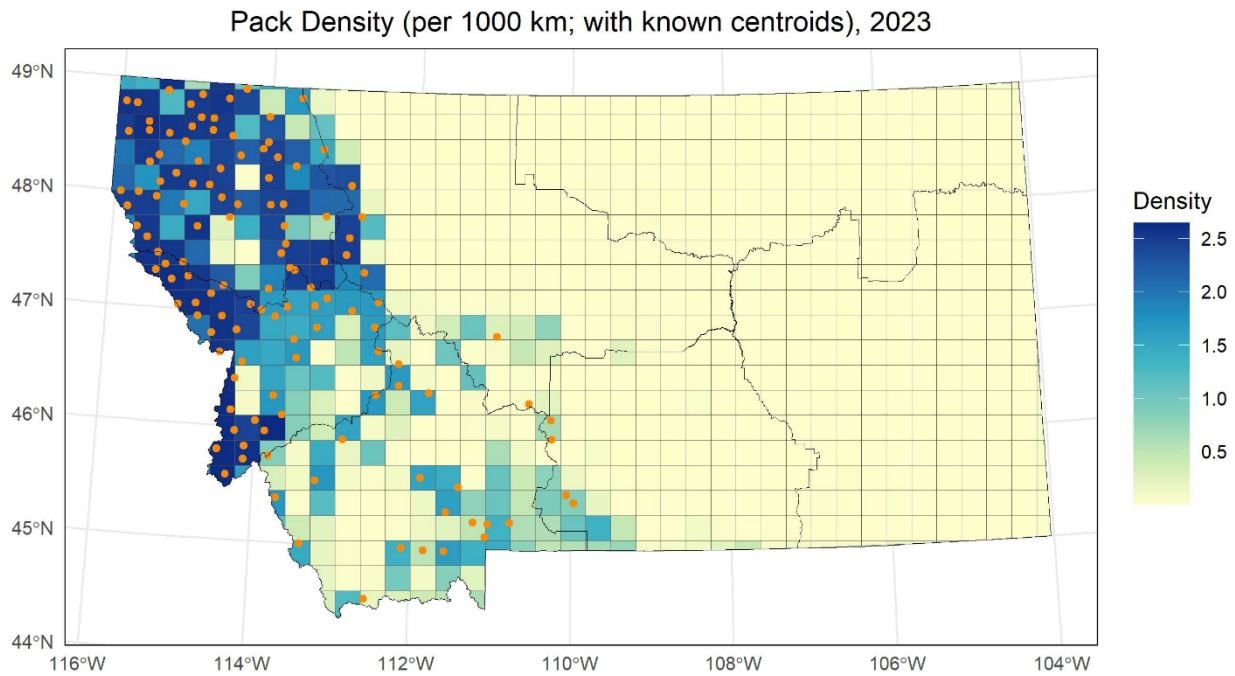 Pack Density (per 1000 km; with known centroids), 2023
49°N
48°N
47°N
46°N
45°N
44°N
116°W
114°W
112°W
110°W
108°W
106°W
104°W
Density
2.5
2.0
1.5
1.0
0.5